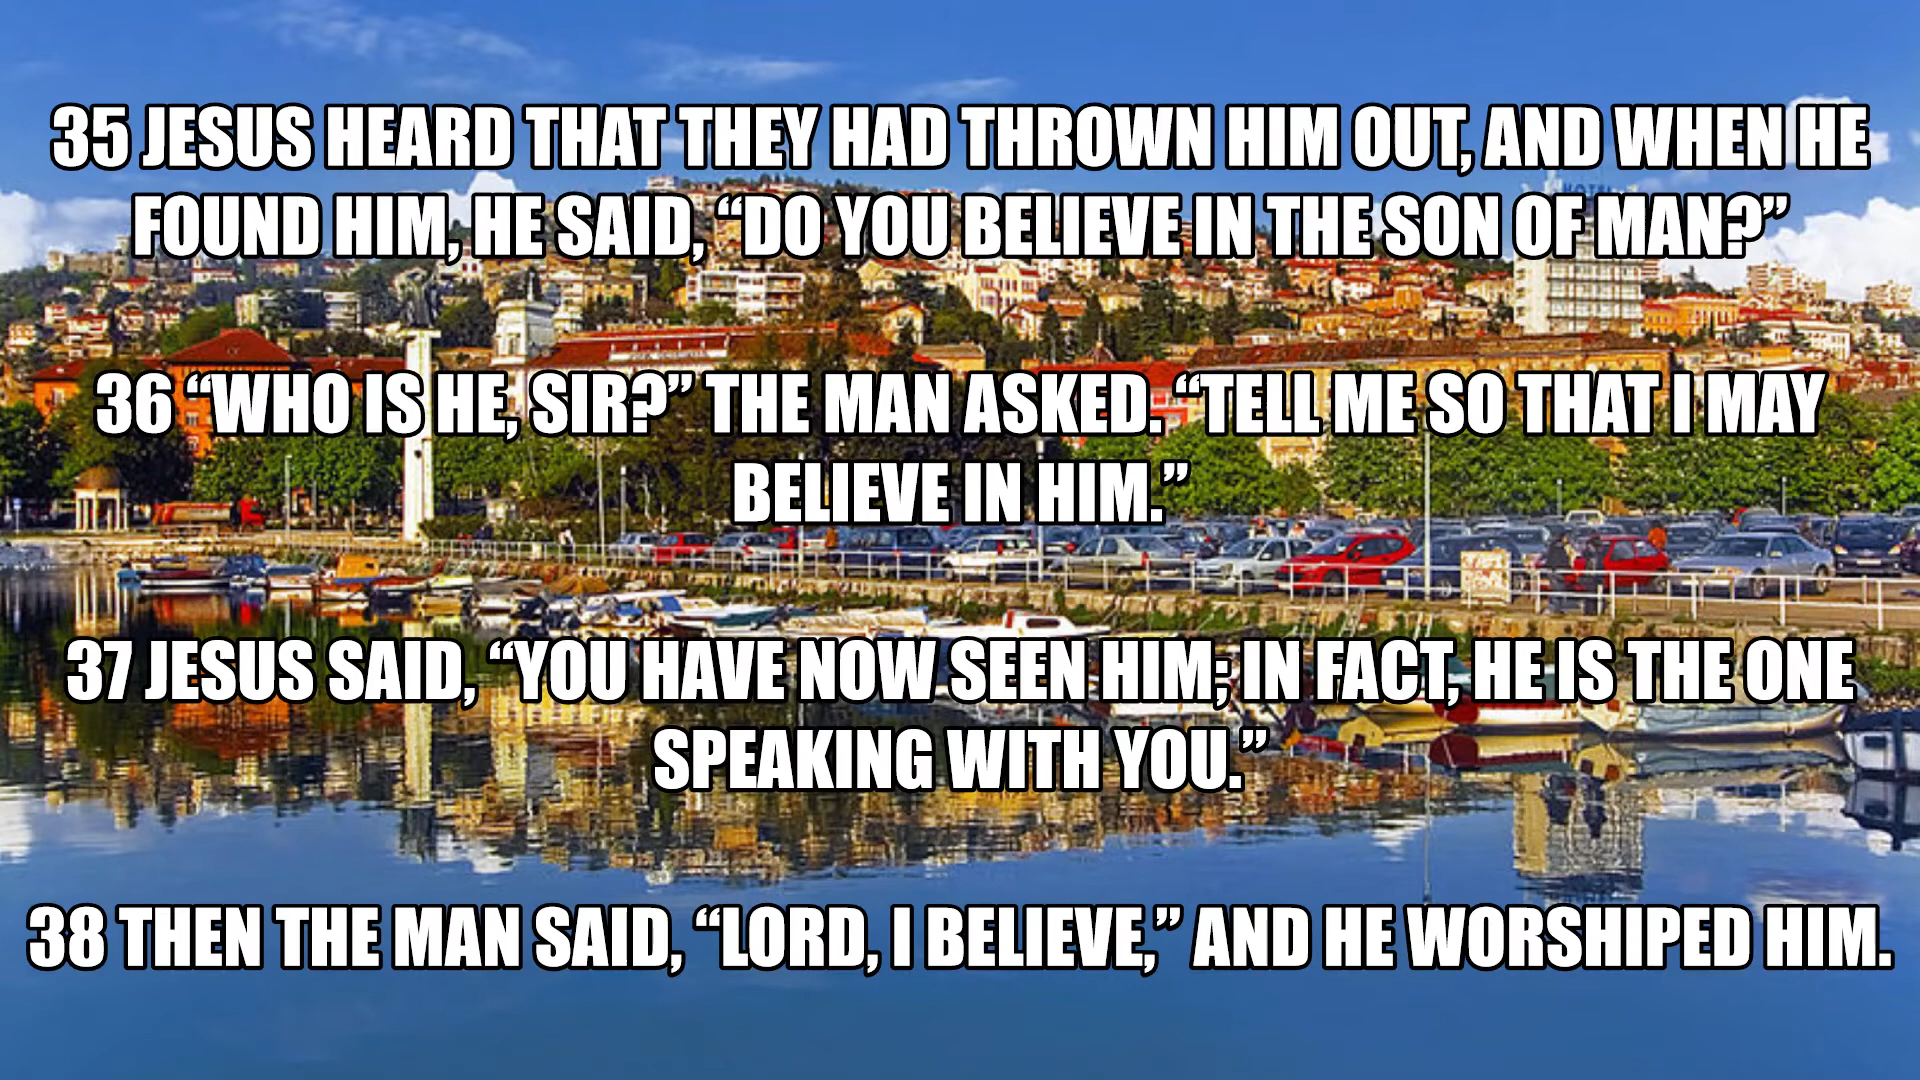 35 JESUS HEARD THAT THEY HAD THROWN HIM OUT, AND WHEN HE
FOUND HIM, HE SAID, “DO YOU BELIEVE IN THE SON OF MAN?”
36 “WHO IS HE, SIR?” THE MAN ASKED. “TELL ME SO THAT I MAY
BELIEVE IN HIM.”
37 JESUS SAID, “YOU HAVE NOW SEEN HIM; IN FACT, HE IS THE ONE
SPEAKING WITH YOU.”
38 THEN THE MAN SAID, “LORD, I BELIEVE,” AND HE WORSHIPED HIM.